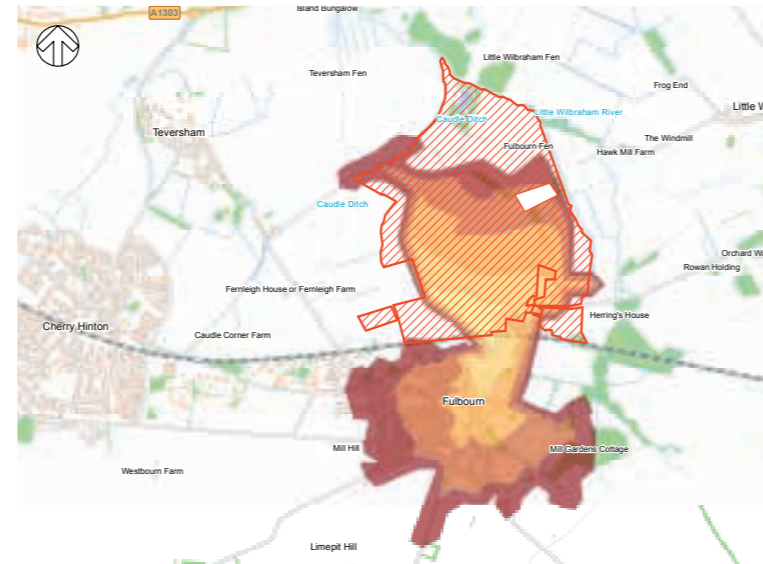 Island Bungalow
A1303
Little Wilbraham Fen
Teversham Fen
Frog End
Little W
Little Wilbraham River
Caudle Ditch
Teversham
The Windmill
Fulbourn Fen
Hawk Mill Farm
Caudle Ditch
Orchard Wa
Rowan Holding
Fernleigh House or Fernleigh Farm
Herring's House
Cherry Hinton
Caudle Corner Farm
Fulbourn
Mill Hill
Mill Gardens Cottage
Westbourn Farm
Limepit Hill